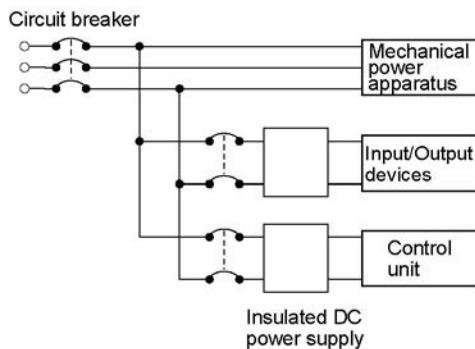 Circuit breaker
Mechanical
power
apparatus
Input/Output
devices
Control
unit
Insulated DC
power supply